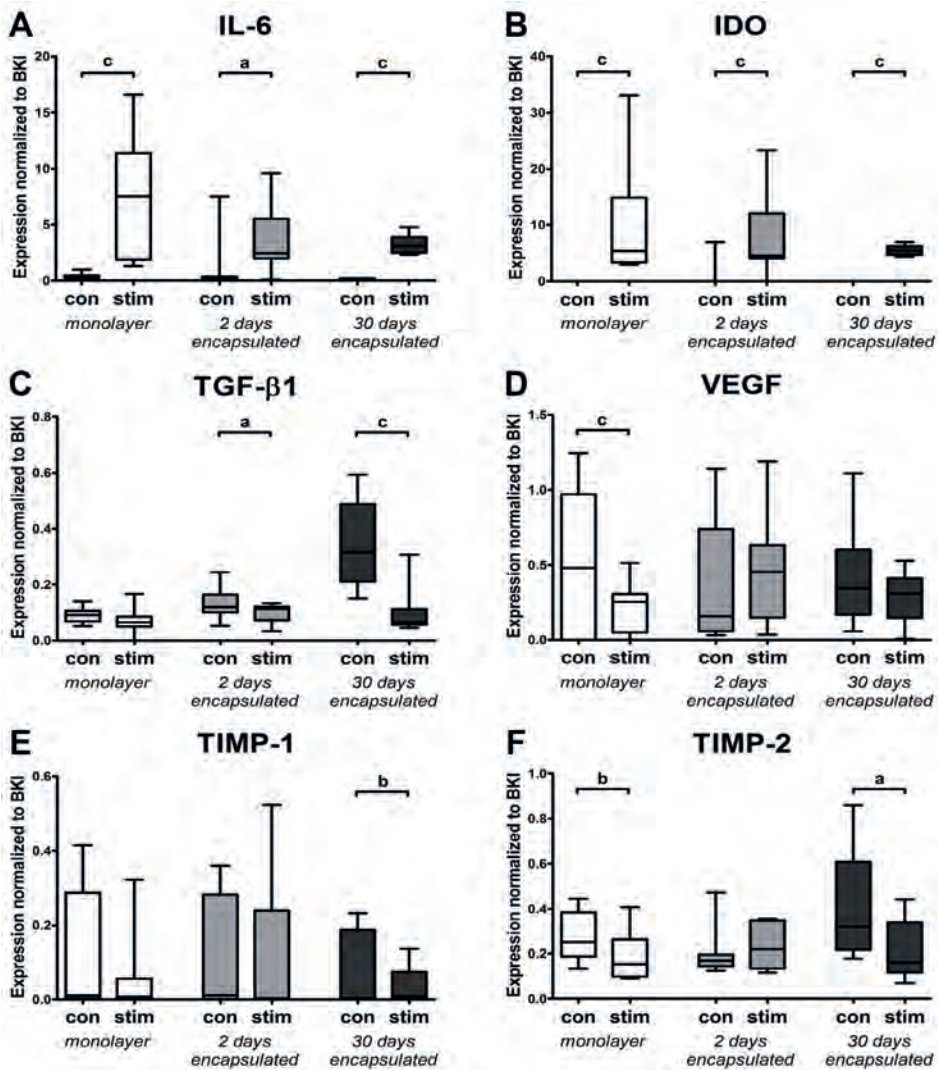 A IL-6
Expression normalized to BKI
20
15
10
5
0
c a c
con stim con stim con stim
monolayer 2 days encapsulated 30 days encapsulated
B IDO
Expression normalized to BKI
40
30
20
10
0
c c c
con stim con stim con stim
monolayer 2 days encapsulated 30 days encapsulated
C TGF-β1
Expression normalized to BKI
0.8
0.6
0.4
0.2
0.0
a c
con stim con stim con stim
monolayer 2 days encapsulated 30 days encapsulated
D VEGF
Expression normalized to BKI
1.5
1.0
0.5
0.0
c
con stim con stim con stim
monolayer 2 days encapsulated 30 days encapsulated
E TIMP-1
Expression normalized to BKI
0.6
0.4
0.2
0.0
b
con stim con stim con stim
monolayer 2 days encapsulated 30 days encapsulated
F TIMP-2
Expression normalized to BKI
1.0
0.8
0.6
0.4
0.2
0.0
b a
con stim con stim con stim
monolayer 2 days encapsulated 30 days encapsulated